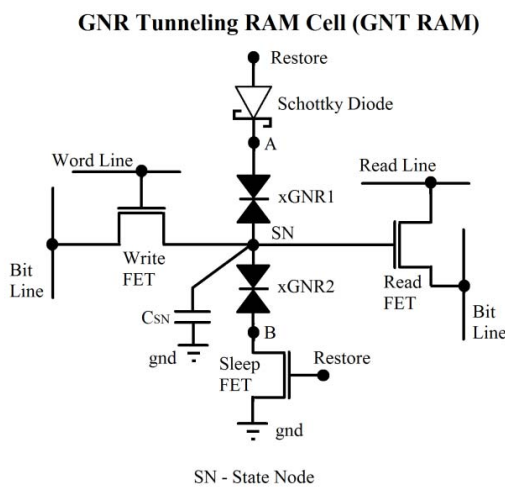 GNR Tunneling RAM Cell (GNT RAM)
Restore
Schottky Diode
A
Word Line
Read Line
xGNR1
SN
Write
FET
Bit
Line
Read
FET
xGNR2
CSN
Bit
Line
B
gnd
Sleep
FET
Restore
gnd
SN - State Node